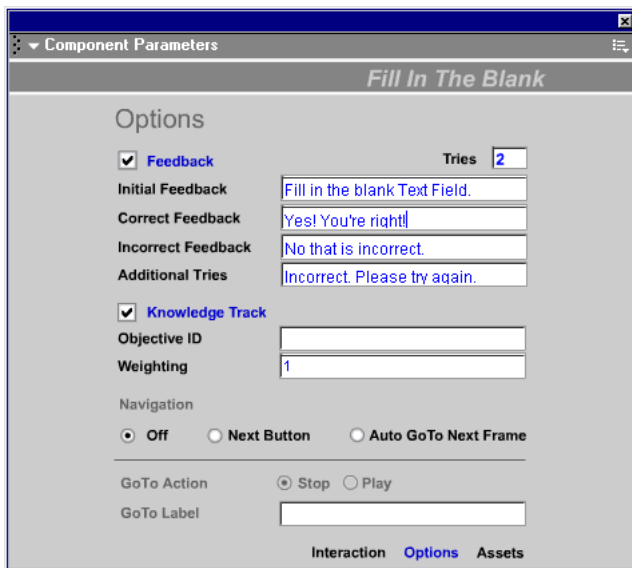 Component Parameters
Fill In The Blank
Options
Feedback Tries 2
Initial Feedback Fill in the blank Text Field.
Correct Feedback Yes! You're right!
Incorrect Feedback No that is incorrect.
Additional Tries Incorrect. Please try again.
Knowledge Track
Objective ID
Weighting 1
Navigation
Off Next Button Auto GoTo Next Frame
GoTo Action Stop Play
GoTo Label
Interaction Options Assets